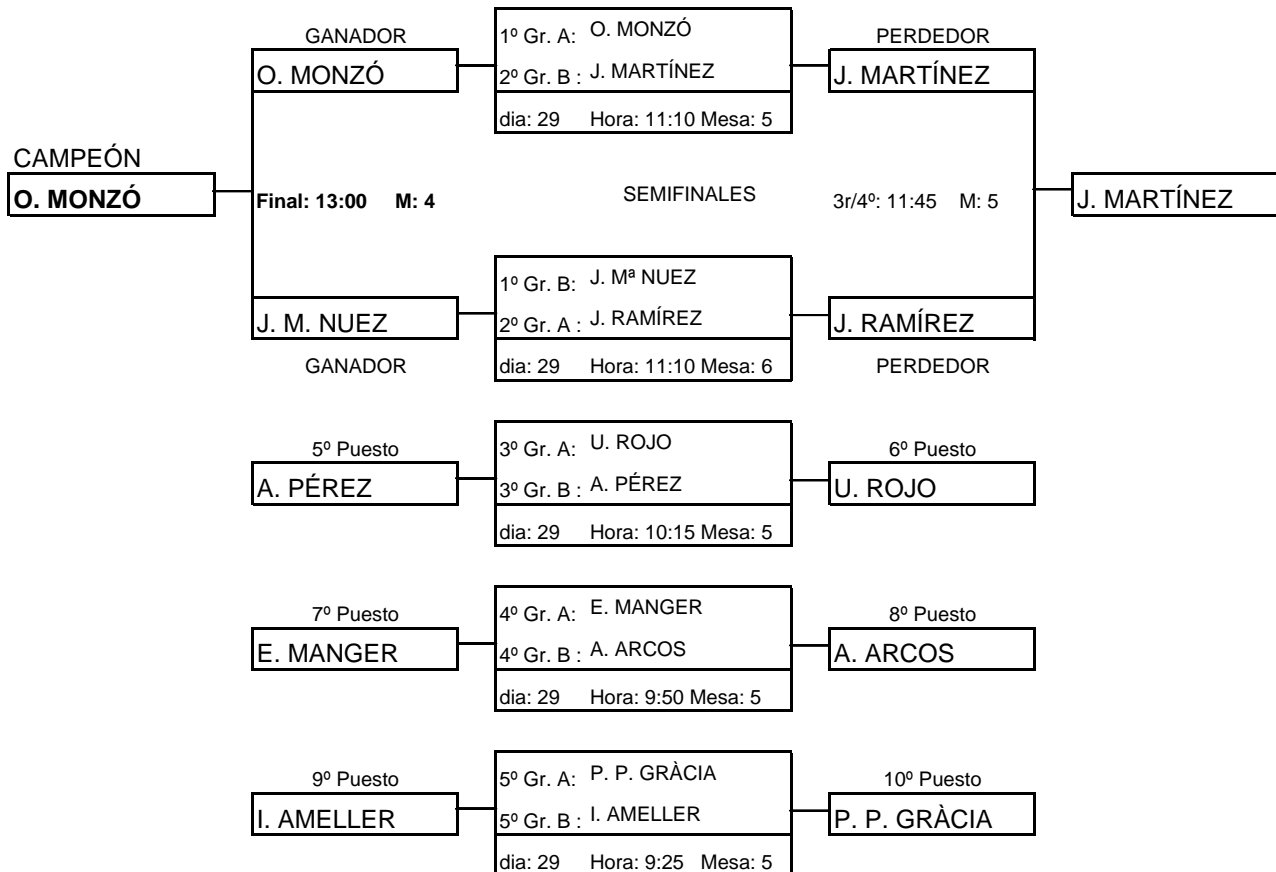 GANADOR
1º Gr. A: O. MONZÓ
PERDEDOR
O. MONZÓ
2º Gr. B : J. MARTÍNEZ
J. MARTÍNEZ
dia: 29 Hora: 11:10 Mesa: 5
CAMPEÓN
O. MONZÓ
Final: 13:00 M: 4
SEMIFINALES
3r/4º: 11:45 M: 5
J. MARTÍNEZ
1º Gr. B: J. Mª NUEZ
J. M. NUEZ
2º Gr. A : J. RAMÍREZ
J. RAMÍREZ
GANADOR
dia: 29 Hora: 11:10 Mesa: 6
PERDEDOR
5º Puesto
3º Gr. A: U. ROJO
6º Puesto
A. PÉREZ
3º Gr. B : A. PÉREZ
U. ROJO
dia: 29 Hora: 10:15 Mesa: 5
7º Puesto
4º Gr. A: E. MANGER
8º Puesto
E. MANGER
4º Gr. B : A. ARCOS
A. ARCOS
dia: 29 Hora: 9:50 Mesa: 5
9º Puesto
5º Gr. A: P. P. GRÀCIA
10º Puesto
I. AMELLER
5º Gr. B : I. AMELLER
P. P. GRÀCIA
dia: 29 Hora: 9:25 Mesa: 5